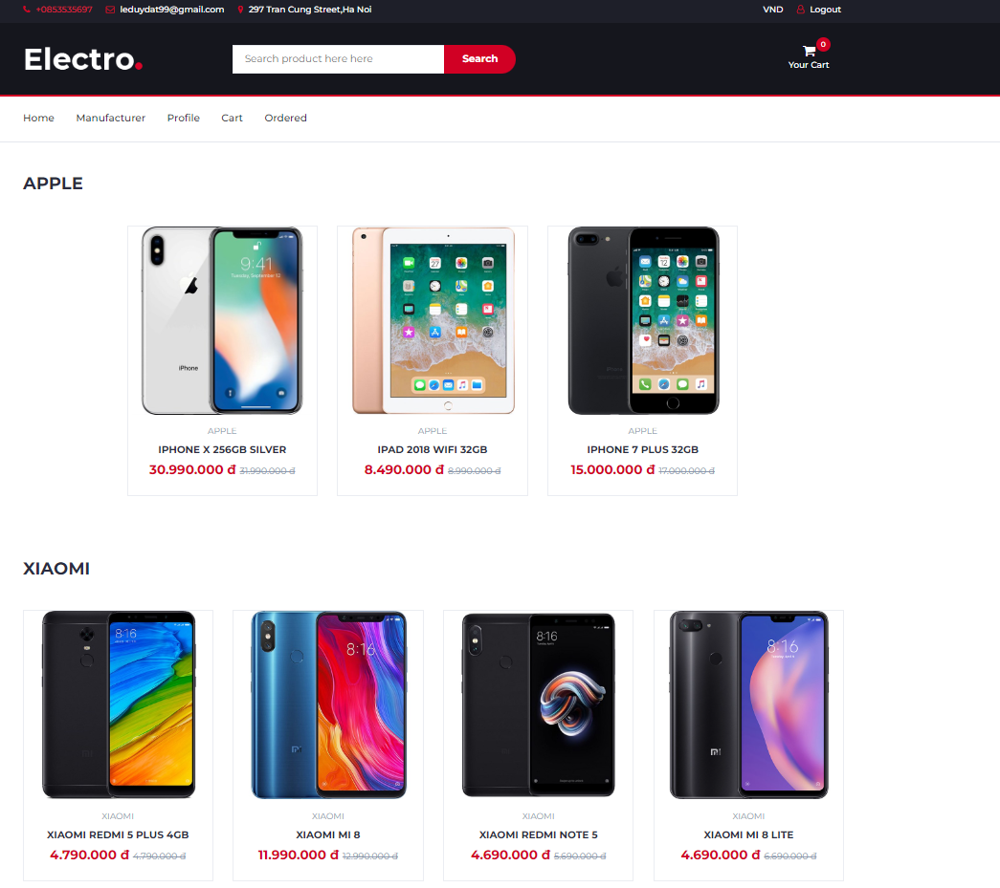 +0853535697 leduydat99@gmail.com 297 Tran Cung Street,Ha Noi VND Logout
Electro. Search product here here Search 0
Your Cart
Home Manufacturer Profile Cart Ordered
APPLE
9:41
Tuesday, September 12
iPhone
APPLE APPLE APPLE
IPHONE X 256GB SILVER IPAD 2018 WIFI 32GB IPHONE 7 PLUS 32GB
30.990.000 đ 31.990.000 đ 8.490.000 đ 8.990.000 đ 15.000.000 đ 17.000.000 đ
XIAOMI
8:16 8:16 8:16 8:16
XIAOMI XIAOMI XIAOMI XIAOMI
XIAOMI REDMI 5 PLUS 4GB XIAOMI MI 8 XIAOMI REDMI NOTE 5 XIAOMI MI 8 LITE
4.790.000 đ 4.790.000 đ 11.990.000 đ 12.990.000 đ 4.690.000 đ 5.690.000 đ 4.690.000 đ 6.690.000 đ